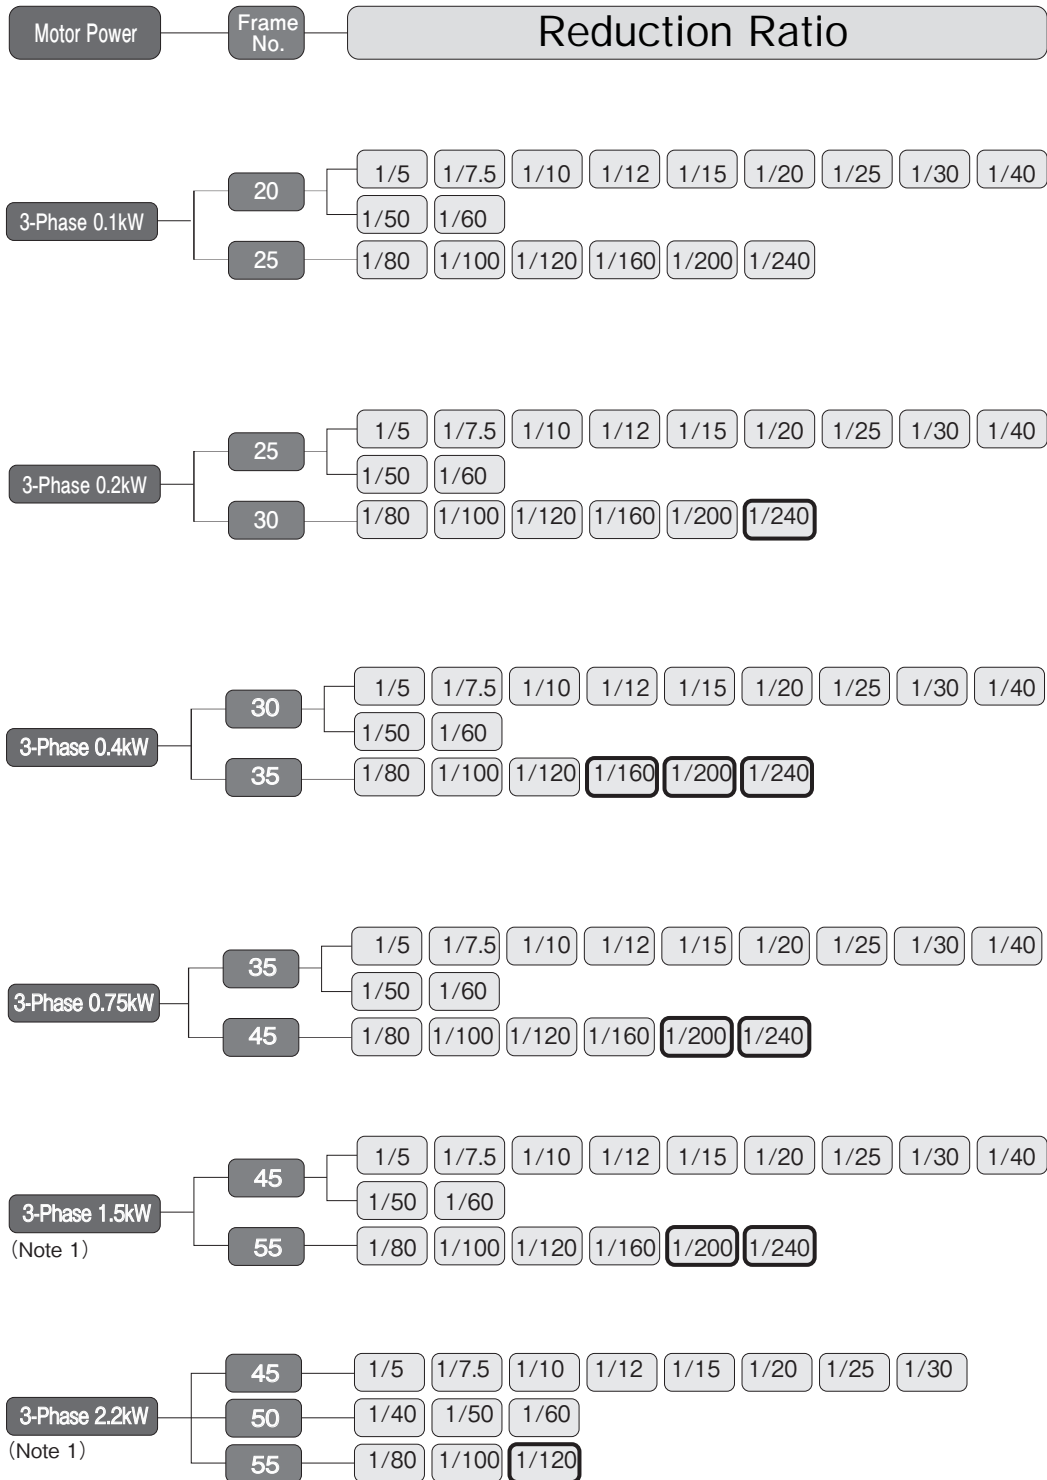 Motor Power Frame No. Reduction Ratio
3-Phase 0.1kW
20
1/5 1/7.5 1/10 1/12 1/15 1/20 1/25 1/30 1/40
1/50 1/60
25
1/80 1/100 1/120 1/160 1/200 1/240
3-Phase 0.2kW
25
1/5 1/7.5 1/10 1/12 1/15 1/20 1/25 1/30 1/40
1/50 1/60
30
1/80 1/100 1/120 1/160 1/200 1/240
3-Phase 0.4kW
30
1/5 1/7.5 1/10 1/12 1/15 1/20 1/25 1/30 1/40
1/50 1/60
35
1/80 1/100 1/120 1/160 1/200 1/240
3-Phase 0.75kW
35
1/5 1/7.5 1/10 1/12 1/15 1/20 1/25 1/30 1/40
1/50 1/60
45
1/80 1/100 1/120 1/160 1/200 1/240
3-Phase 1.5kW
(Note 1)
45
1/5 1/7.5 1/10 1/12 1/15 1/20 1/25 1/30 1/40
1/50 1/60
55
1/80 1/100 1/120 1/160 1/200 1/240
3-Phase 2.2kW
(Note 1)
45
1/5 1/7.5 1/10 1/12 1/15 1/20 1/25 1/30
50
1/40 1/50 1/60
55
1/80 1/100 1/120